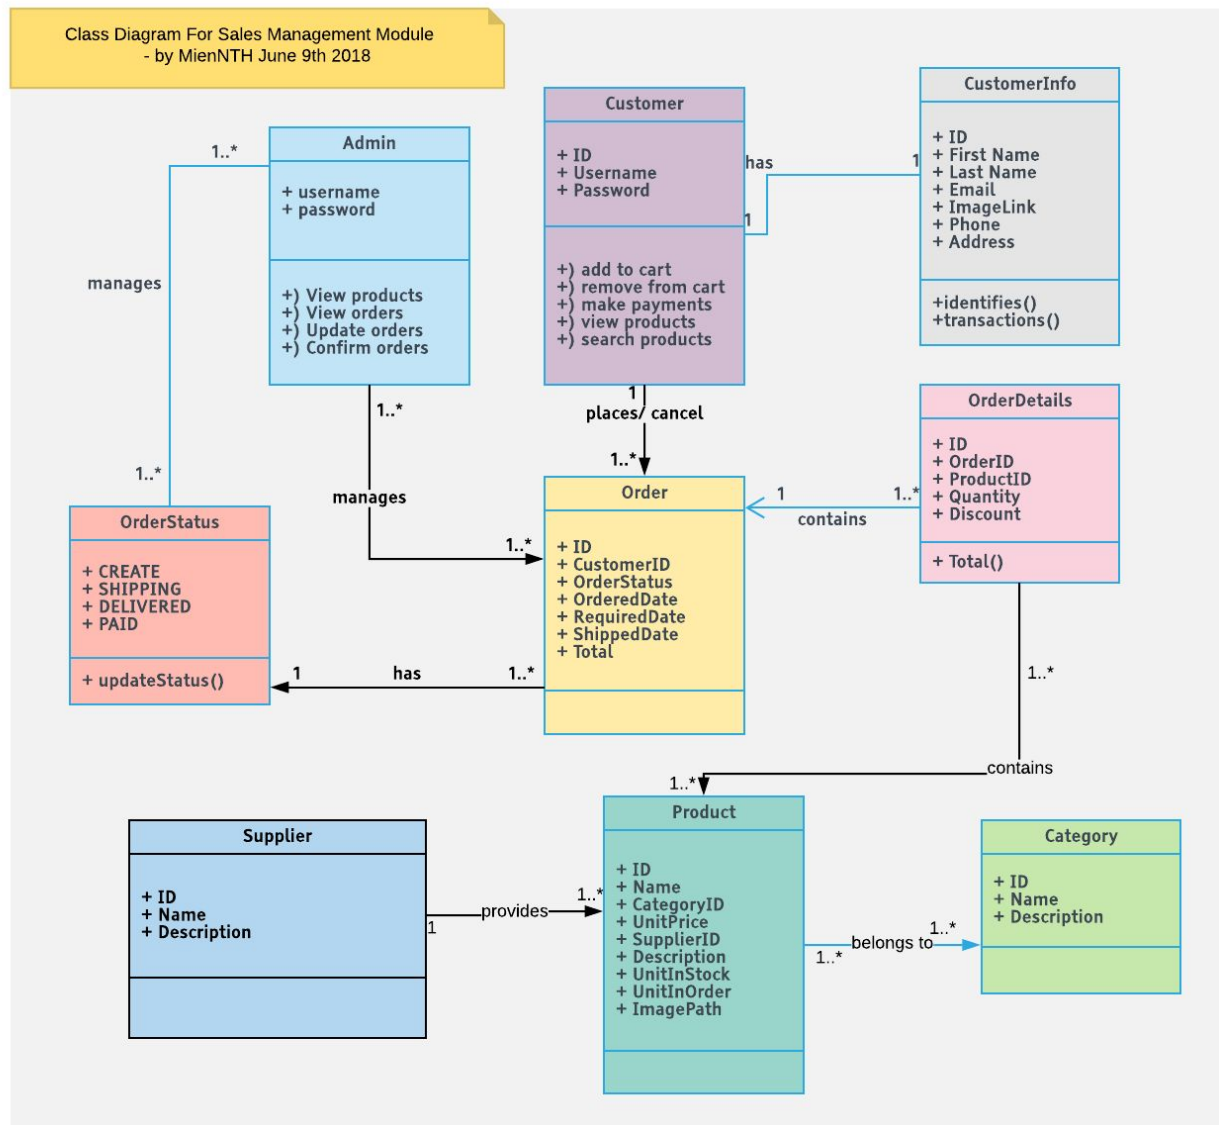 Class Diagram For Sales Management Module
- by MienNTH June 9th 2018
Admin
+ username
+ password
+) View products
+) View orders
+) Update orders
+) Confirm orders
Customer
+ ID
+ Username
+ Password
+) add to cart
+) remove from cart
+) make payments
+) view products
+) search products
CustomerInfo
+ ID
+ First Name
+ Last Name
+ Email
+ ImageLink
+ Phone
+ Address
+identifies()
+transactions()
has
1
1
1..*
manages
1..*
1..*
manages
1..*
1
places/ cancel
1..*
OrderStatus
+ CREATE
+ SHIPPING
+ DELIVERED
+ PAID
+ updateStatus()
Order
+ ID
+ CustomerID
+ OrderStatus
+ OrderedDate
+ RequiredDate
+ ShippedDate
+ Total
OrderDetails
+ ID
+ OrderID
+ ProductID
+ Quantity
+ Discount
+ Total()
1
1..*
contains
1
has
1..*
1..*
contains
1..*
Supplier
+ ID
+ Name
+ Description
1
provides
1..*
Product
+ ID
+ Name
+ CategoryID
+ UnitPrice
+ SupplierID
+ Description
+ UnitInStock
+ UnitInOrder
+ ImagePath
1..*
belongs to
1..*
Category
+ ID
+ Name
+ Description